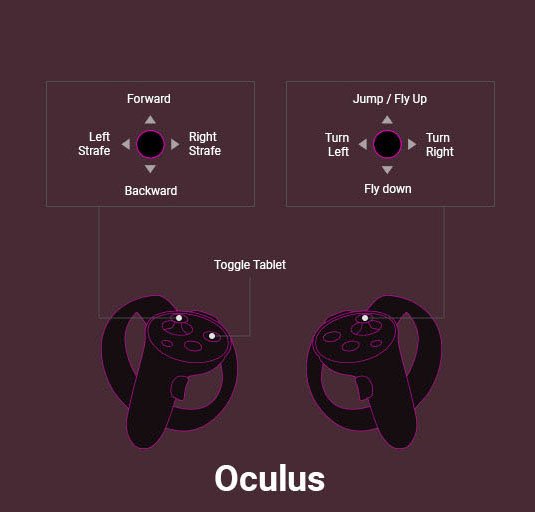 Forward
Left
Strafe
Right
Strafe
Backward
Jump / Fly Up
Turn
Left
Turn
Right
Fly down
Toggle Tablet
Oculus